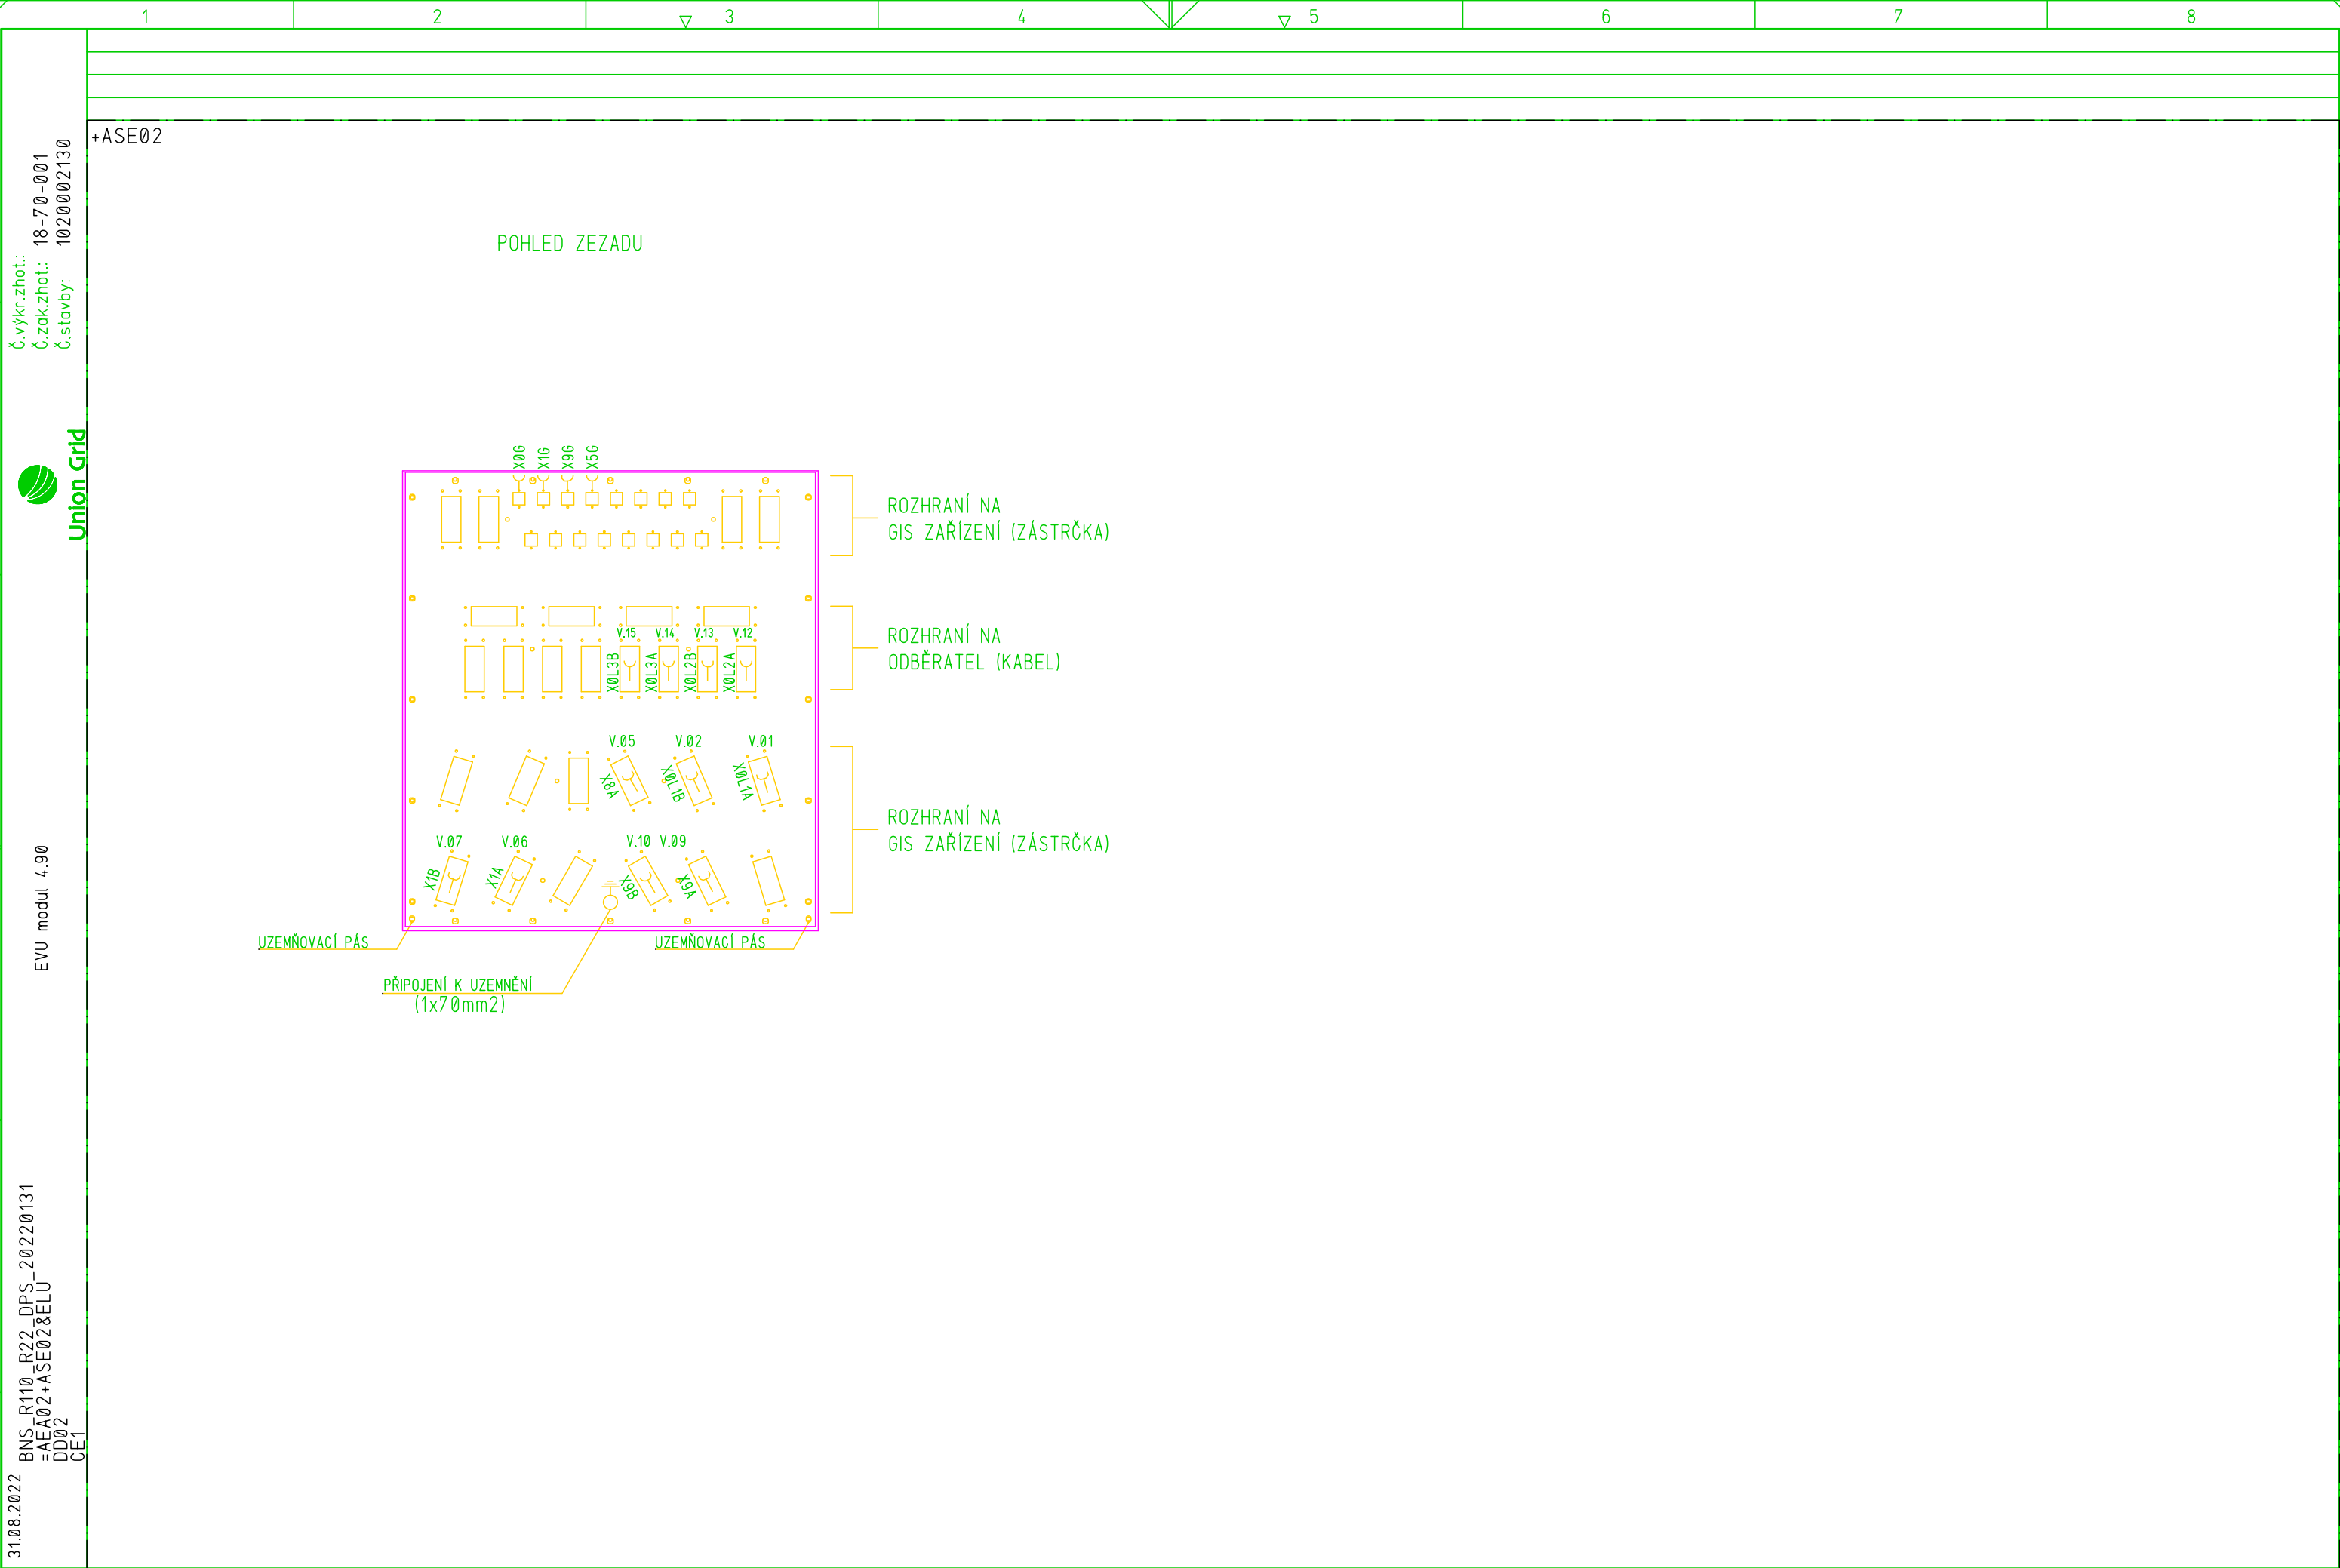 1 2 3 4 5 6 7 8
+ASE02
Č.výkr.zhot.:
Č.zak.zhot.: 18-70-001
Č.stavby: 1020002130
Union Grid
EVU modul 4.90
BNS_R110_R22_DPS_20220131
=AEA02+ASE02&ELU
DD02
CE1
31.08.2022
POHLED ZEZADU
X0G X1G X9G X5G
ROZHRANÍ NA
GIS ZAŘÍZENÍ (ZÁSTRČKA)
V.15 V.14 V.13 V.12
X0L3B X0L3A X0L2B X0L2A
ROZHRANÍ NA
ODBĚRATEL (KABEL)
V.05 V.02 V.01
X8A X0L1B X0L1A
ROZHRANÍ NA
GIS ZAŘÍZENÍ (ZÁSTRČKA)
V.07 V.06 V.10 V.09
X1B X1A X9B X9A
UZEMŇOVACÍ PÁS UZEMŇOVACÍ PÁS
PŘIPOJENÍ K UZEMNĚNÍ
(1x70mm2)